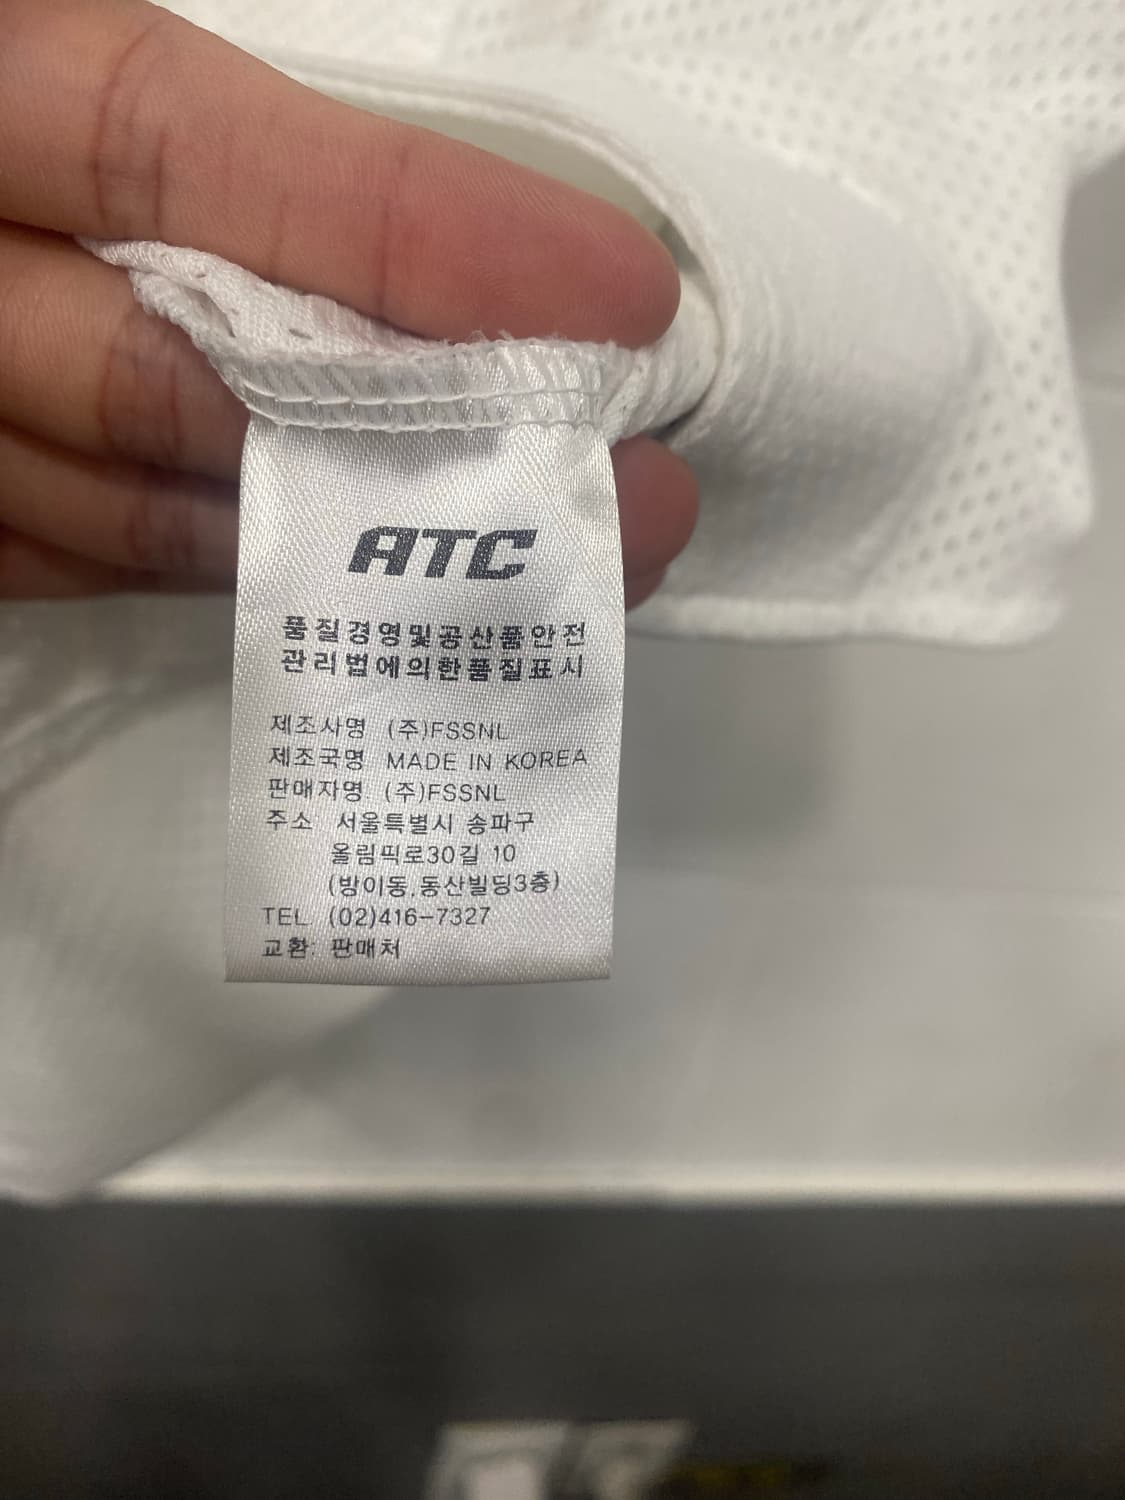 ATC
품질경영및공산품안전
관리법에의한품질표시
제조사명 (주)FSSNL
제조국명 MADE IN KOREA
판매자명 (주)FSSNL
주소 서울특별시 송파구
올림픽로30길 10
(방이동,동산빌딩3층)
TEL (02)416-7327
교환: 판매처